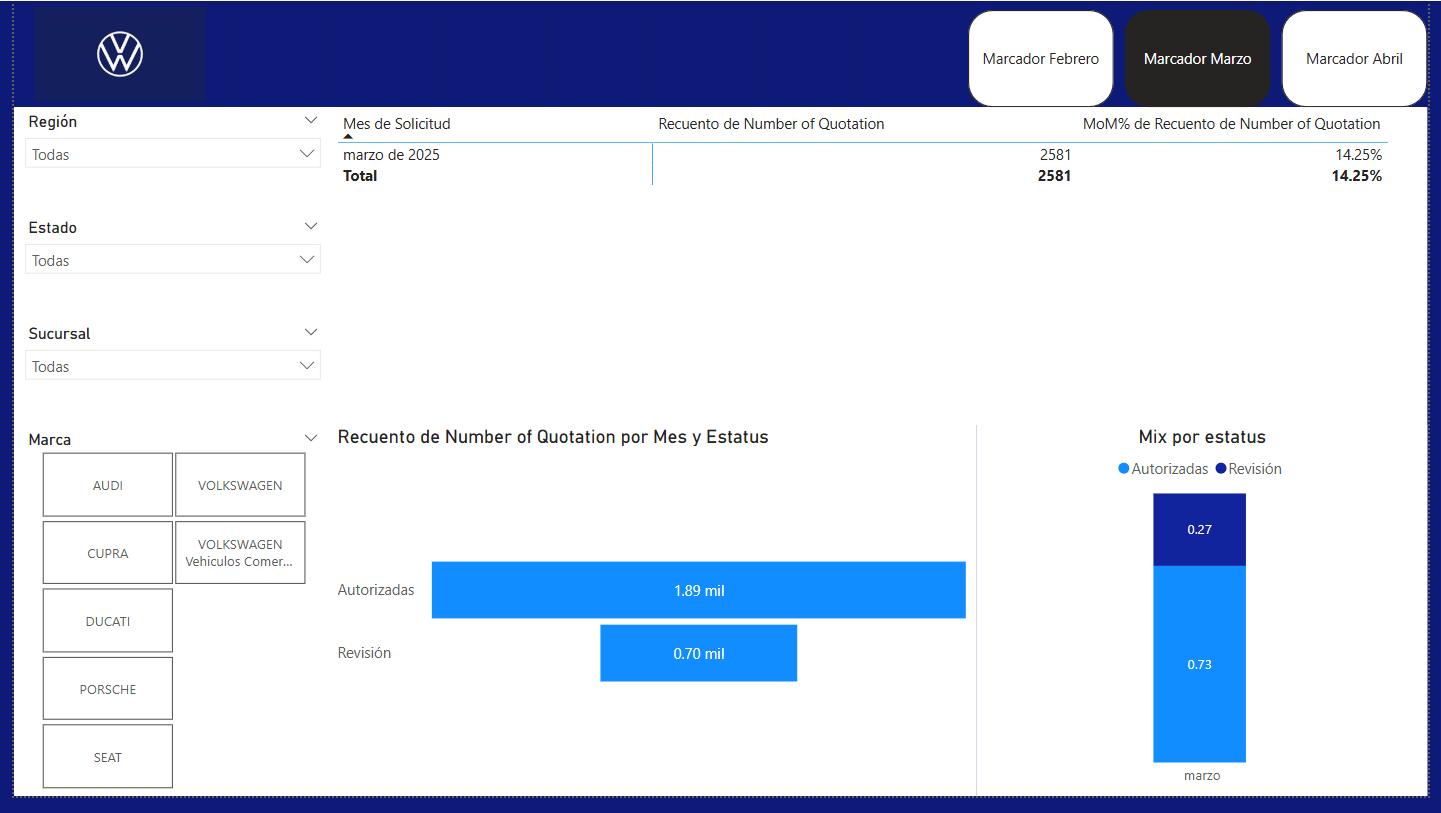 Marcador Febrero
Marcador Marzo
Marcador Abril
Región
Todas
Estado
Todas
Sucursal
Todas
Marca
AUDI
VOLKSWAGEN
CUPRA
VOLKSWAGEN
Vehiculos Comer...
DUCATI
PORSCHE
SEAT
Mes de Solicitud Recuento de Number of Quotation MoM% de Recuento de Number of Quotation
marzo de 2025 2581 14.25%
Total 2581 14.25%
Recuento de Number of Quotation por Mes y Estatus
Autorizadas 1.89 mil
Revisión 0.70 mil
Mix por estatus
Autorizadas Revisión
0.27
0.73
marzo